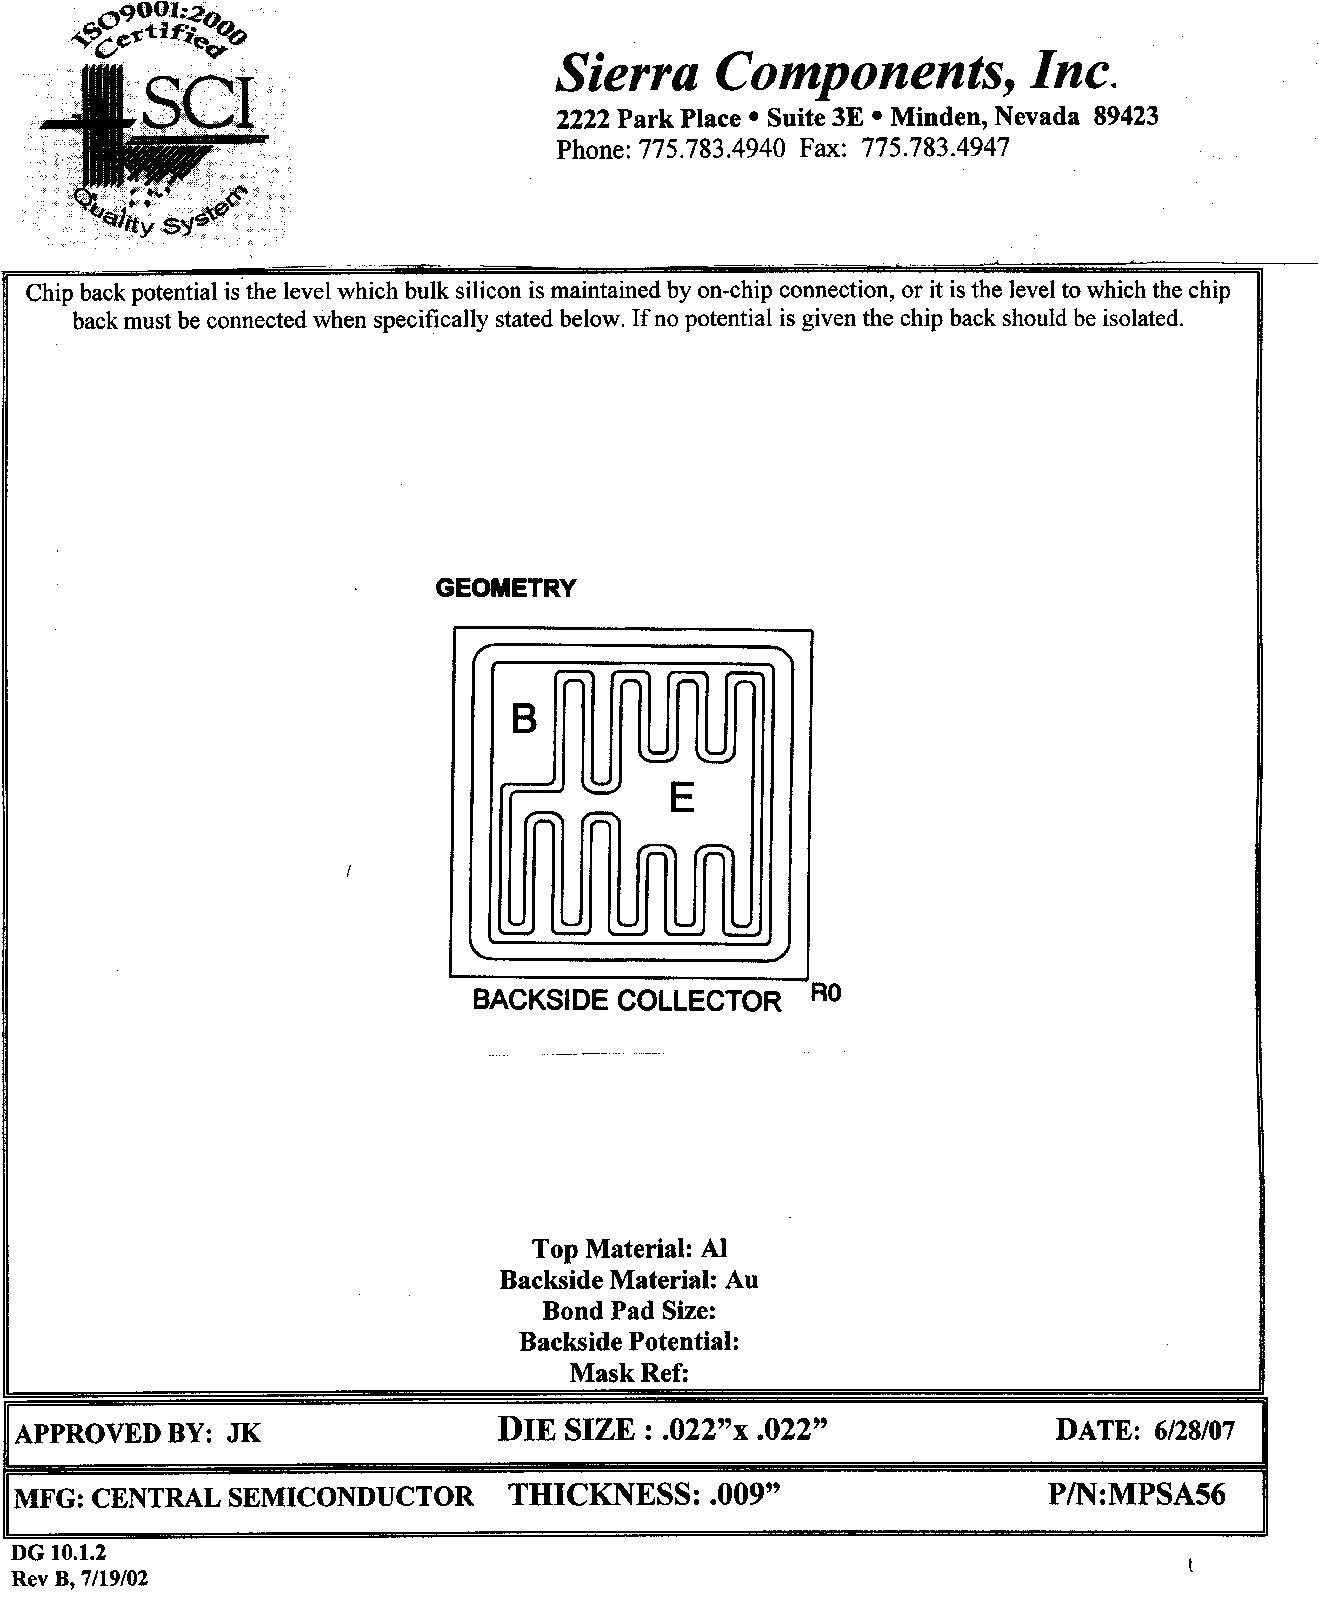 ISO9001:2000
Certified
SCI
Quality System
Sierra Components, Inc.
2222 Park Place • Suite 3E • Minden, Nevada 89423
Phone: 775.783.4940 Fax: 775.783.4947
Chip back potential is the level which bulk silicon is maintained by on-chip connection, or it is the level to which the chip
back must be connected when specifically stated below. If no potential is given the chip back should be isolated.
GEOMETRY
B
E
BACKSIDE COLLECTOR R0
Top Material: Al
Backside Material: Au
Bond Pad Size:
Backside Potential:
Mask Ref:
APPROVED BY: JK DIE SIZE : .022”x .022” DATE: 6/28/07
MFG: CENTRAL SEMICONDUCTOR THICKNESS: .009” P/N:MPSA56
DG 10.1.2
Rev B, 7/19/02